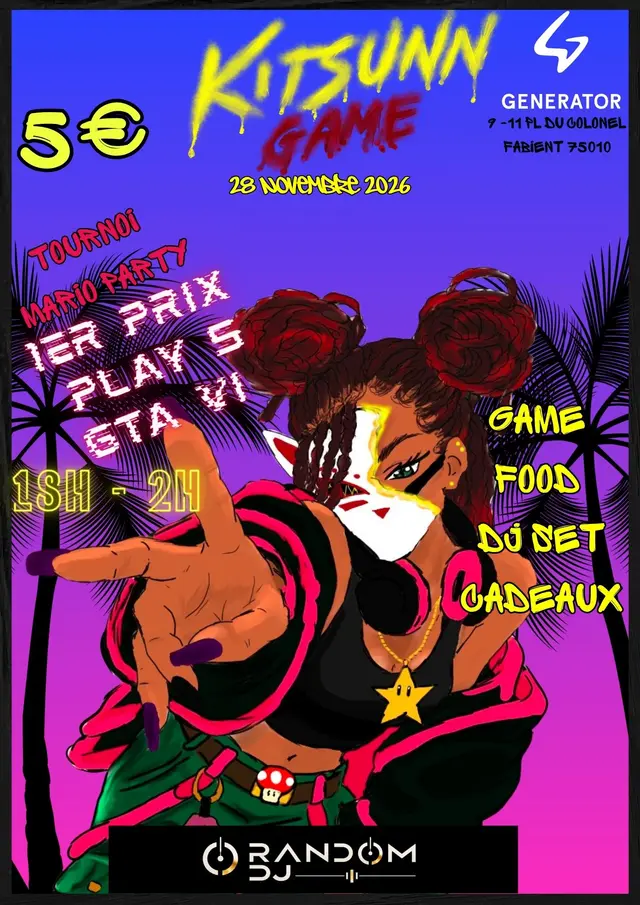 KITSUNN
GAME
28 NOVEMBRE 2026
5€
GENERATOR
9 -11 PL DU COLONEL
FABIENT 75010
TOURNOI
MARIO PARTY
1ER PRIX
PLAY 5
GTA VI
18H - 2H
GAME
FOOD
DJ SET
CADEAUX
RANDOM
DJ